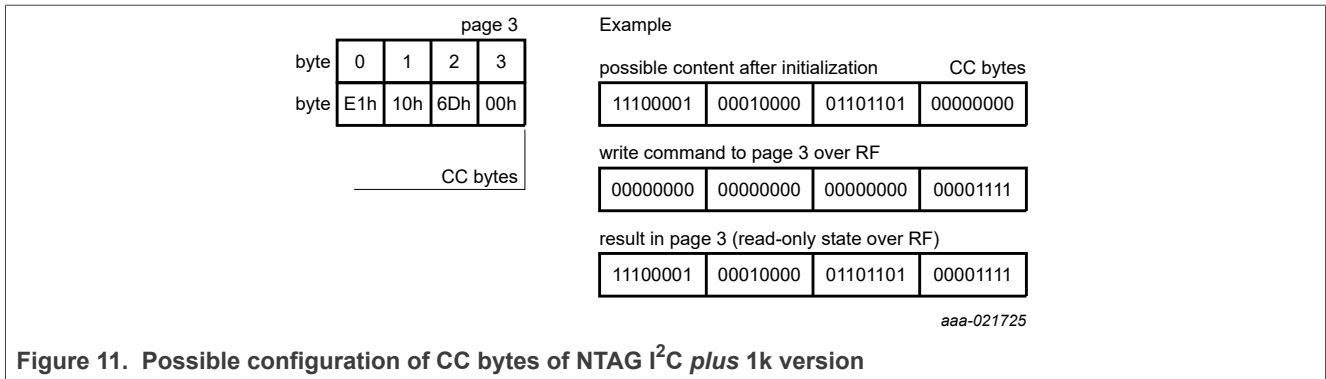 page 3
byte 0 1 2 3
byte E1h 10h 6Dh 00h
CC bytes
Example
possible content after initialization CC bytes
11100001 00010000 01101101 00000000
write command to page 3 over RF
00000000 00000000 00000000 00001111
result in page 3 (read-only state over RF)
11100001 00010000 01101101 00001111
aaa-021725
Figure 11. Possible configuration of CC bytes of NTAG I²C plus 1k version